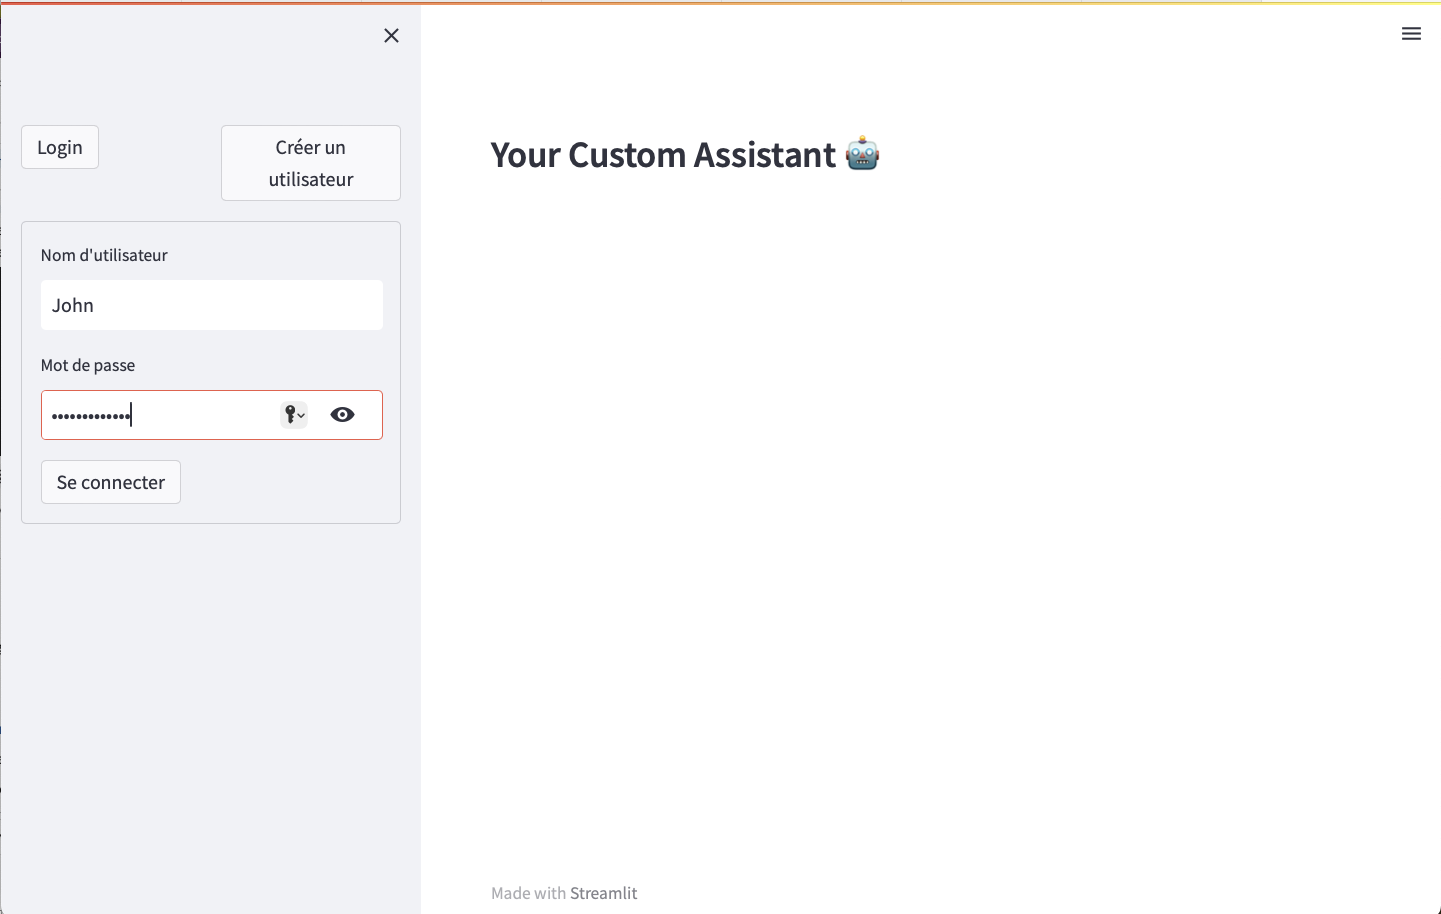 Login
Créer un
utilisateur
Nom d'utilisateur
John
Mot de passe
•••••••••••••
Se connecter
Your Custom Assistant 🤖
Made with Streamlit